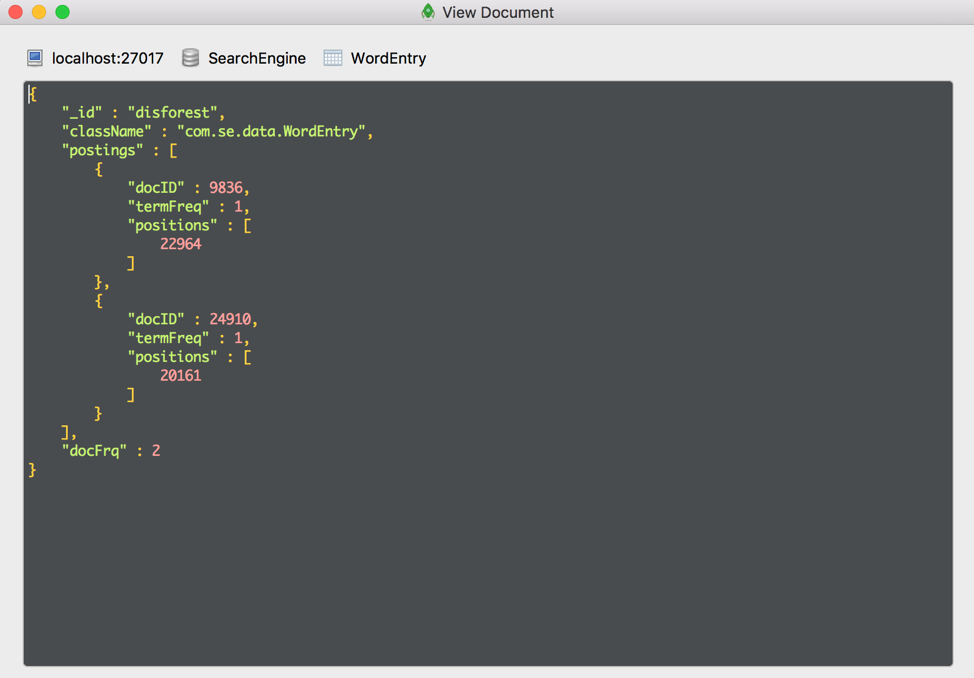 View Document
localhost:27017 SearchEngine WordEntry
{
    "_id" : "disforest",
    "className" : "com.se.data.WordEntry",
    "postings" : [
        {
            "docID" : 9836,
            "termFreq" : 1,
            "positions" : [
                22964
            ]
        },
        {
            "docID" : 24910,
            "termFreq" : 1,
            "positions" : [
                20161
            ]
        }
    ],
    "docFrq" : 2
}